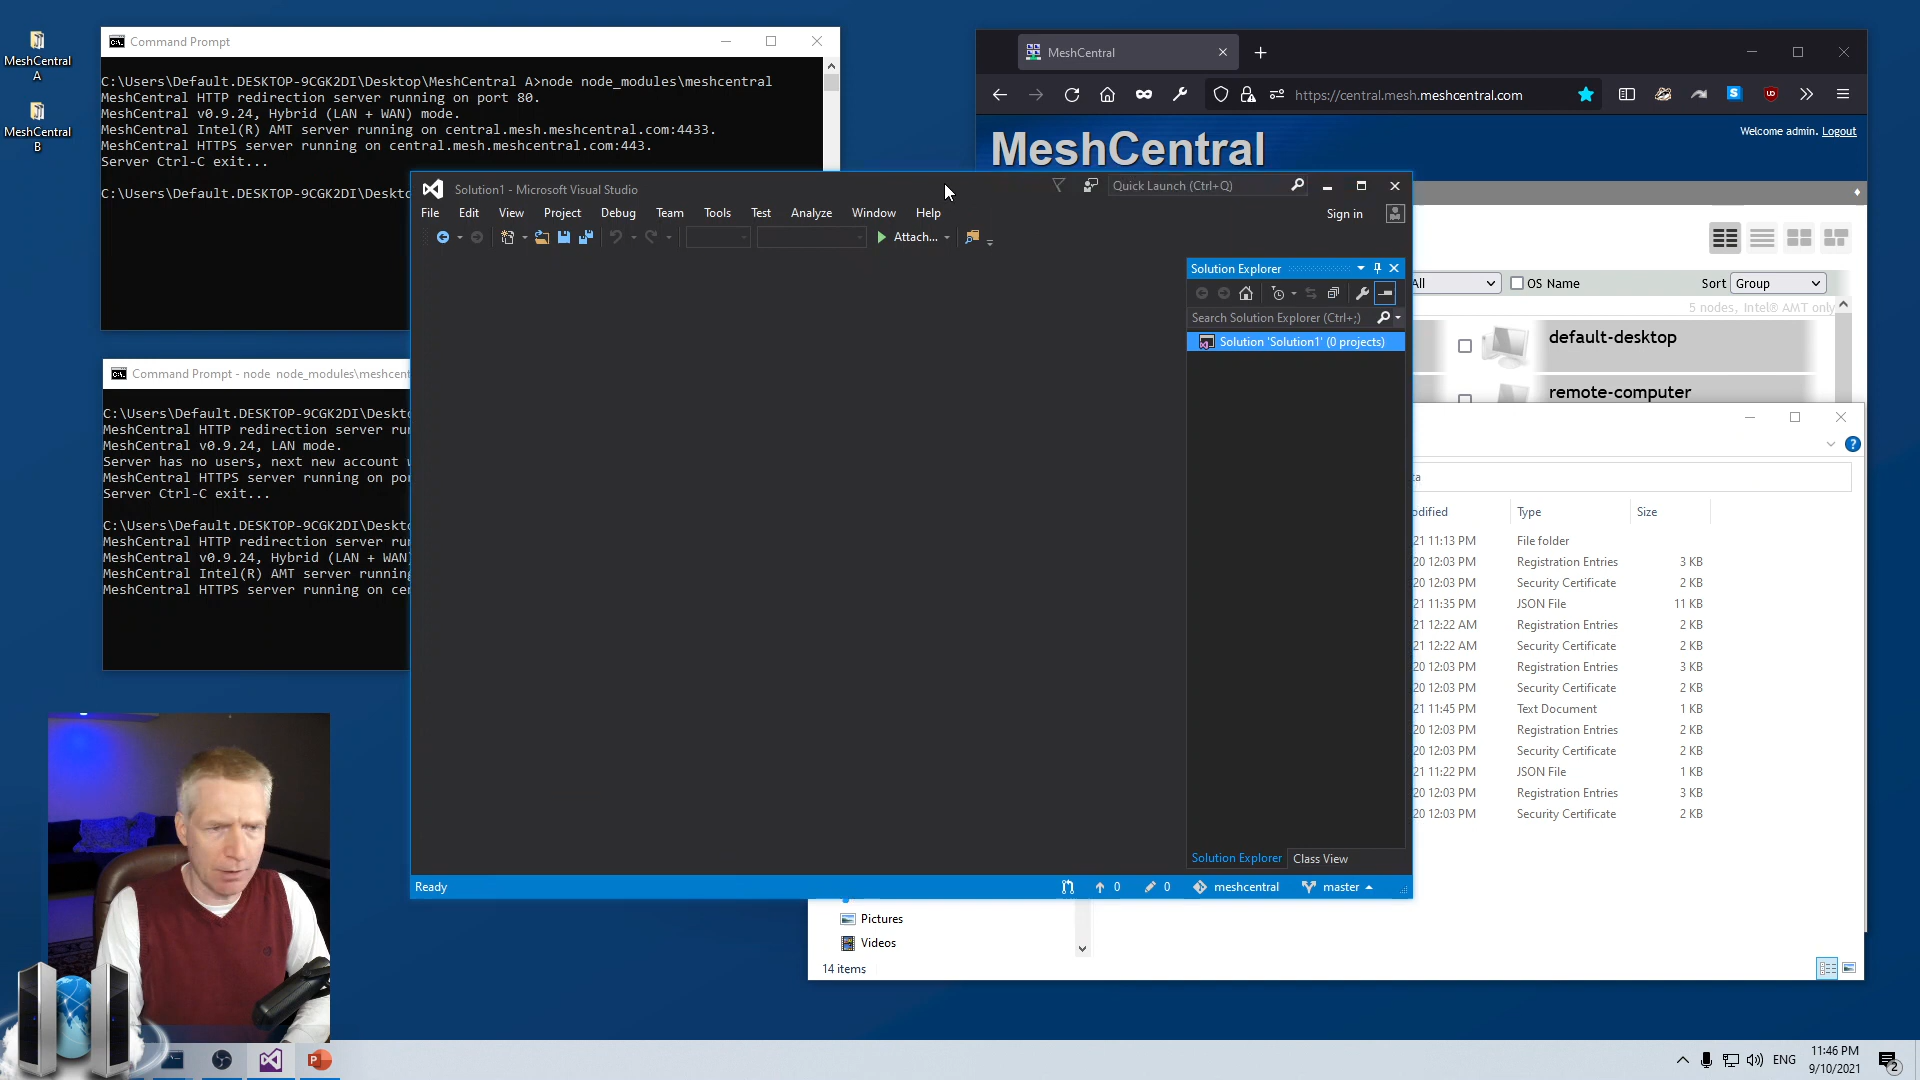 MeshCentral
A
MeshCentral
B
Command Prompt
C:\Users\Default.DESKTOP-9CGK2DI\Desktop\MeshCentral A>node node_modules\meshcentral
MeshCentral HTTP redirection server running on port 80.
MeshCentral v0.9.24, Hybrid (LAN + WAN) mode.
MeshCentral Intel(R) AMT server running on central.mesh.meshcentral.com:4433.
MeshCentral HTTPS server running on central.mesh.meshcentral.com:443.
Server Ctrl-C exit...
C:\Users\Default.DESKTOP-9CGK2DI\Deskto
Command Prompt - node node_modules\meshcent
C:\Users\Default.DESKTOP-9CGK2DI\Deskto
MeshCentral HTTP redirection server ru
MeshCentral v0.9.24, LAN mode.
Server has no users, next new account
MeshCentral HTTPS server running on po
Server Ctrl-C exit...
C:\Users\Default.DESKTOP-9CGK2DI\Deskto
MeshCentral HTTP redirection server ru
MeshCentral v0.9.24, Hybrid (LAN + WAN)
MeshCentral Intel(R) AMT server running
MeshCentral HTTPS server running on ce
MeshCentral
https://central.mesh.meshcentral.com
MeshCentral
Welcome admin. Logout
All
OS Name
Sort Group
5 nodes, Intel® AMT only
default-desktop
remote-computer
Solution1 - Microsoft Visual Studio
Quick Launch (Ctrl+Q)
File Edit View Project Debug Team Tools Test Analyze Window Help
Sign in
Attach...
Solution Explorer
Search Solution Explorer (Ctrl+;)
Solution 'Solution1' (0 projects)
Solution Explorer Class View
Ready
0 0 meshcentral master
ta
odified Type Size
21 11:13 PM File folder
20 12:03 PM Registration Entries 3 KB
20 12:03 PM Security Certificate 2 KB
21 11:35 PM JSON File 11 KB
21 12:22 AM Registration Entries 2 KB
21 12:22 AM Security Certificate 2 KB
20 12:03 PM Registration Entries 3 KB
20 12:03 PM Security Certificate 2 KB
21 11:45 PM Text Document 1 KB
20 12:03 PM Registration Entries 2 KB
20 12:03 PM Security Certificate 2 KB
21 11:22 PM JSON File 1 KB
20 12:03 PM Registration Entries 3 KB
20 12:03 PM Security Certificate 2 KB
Pictures
Videos
14 items
ENG
11:46 PM
9/10/2021
2